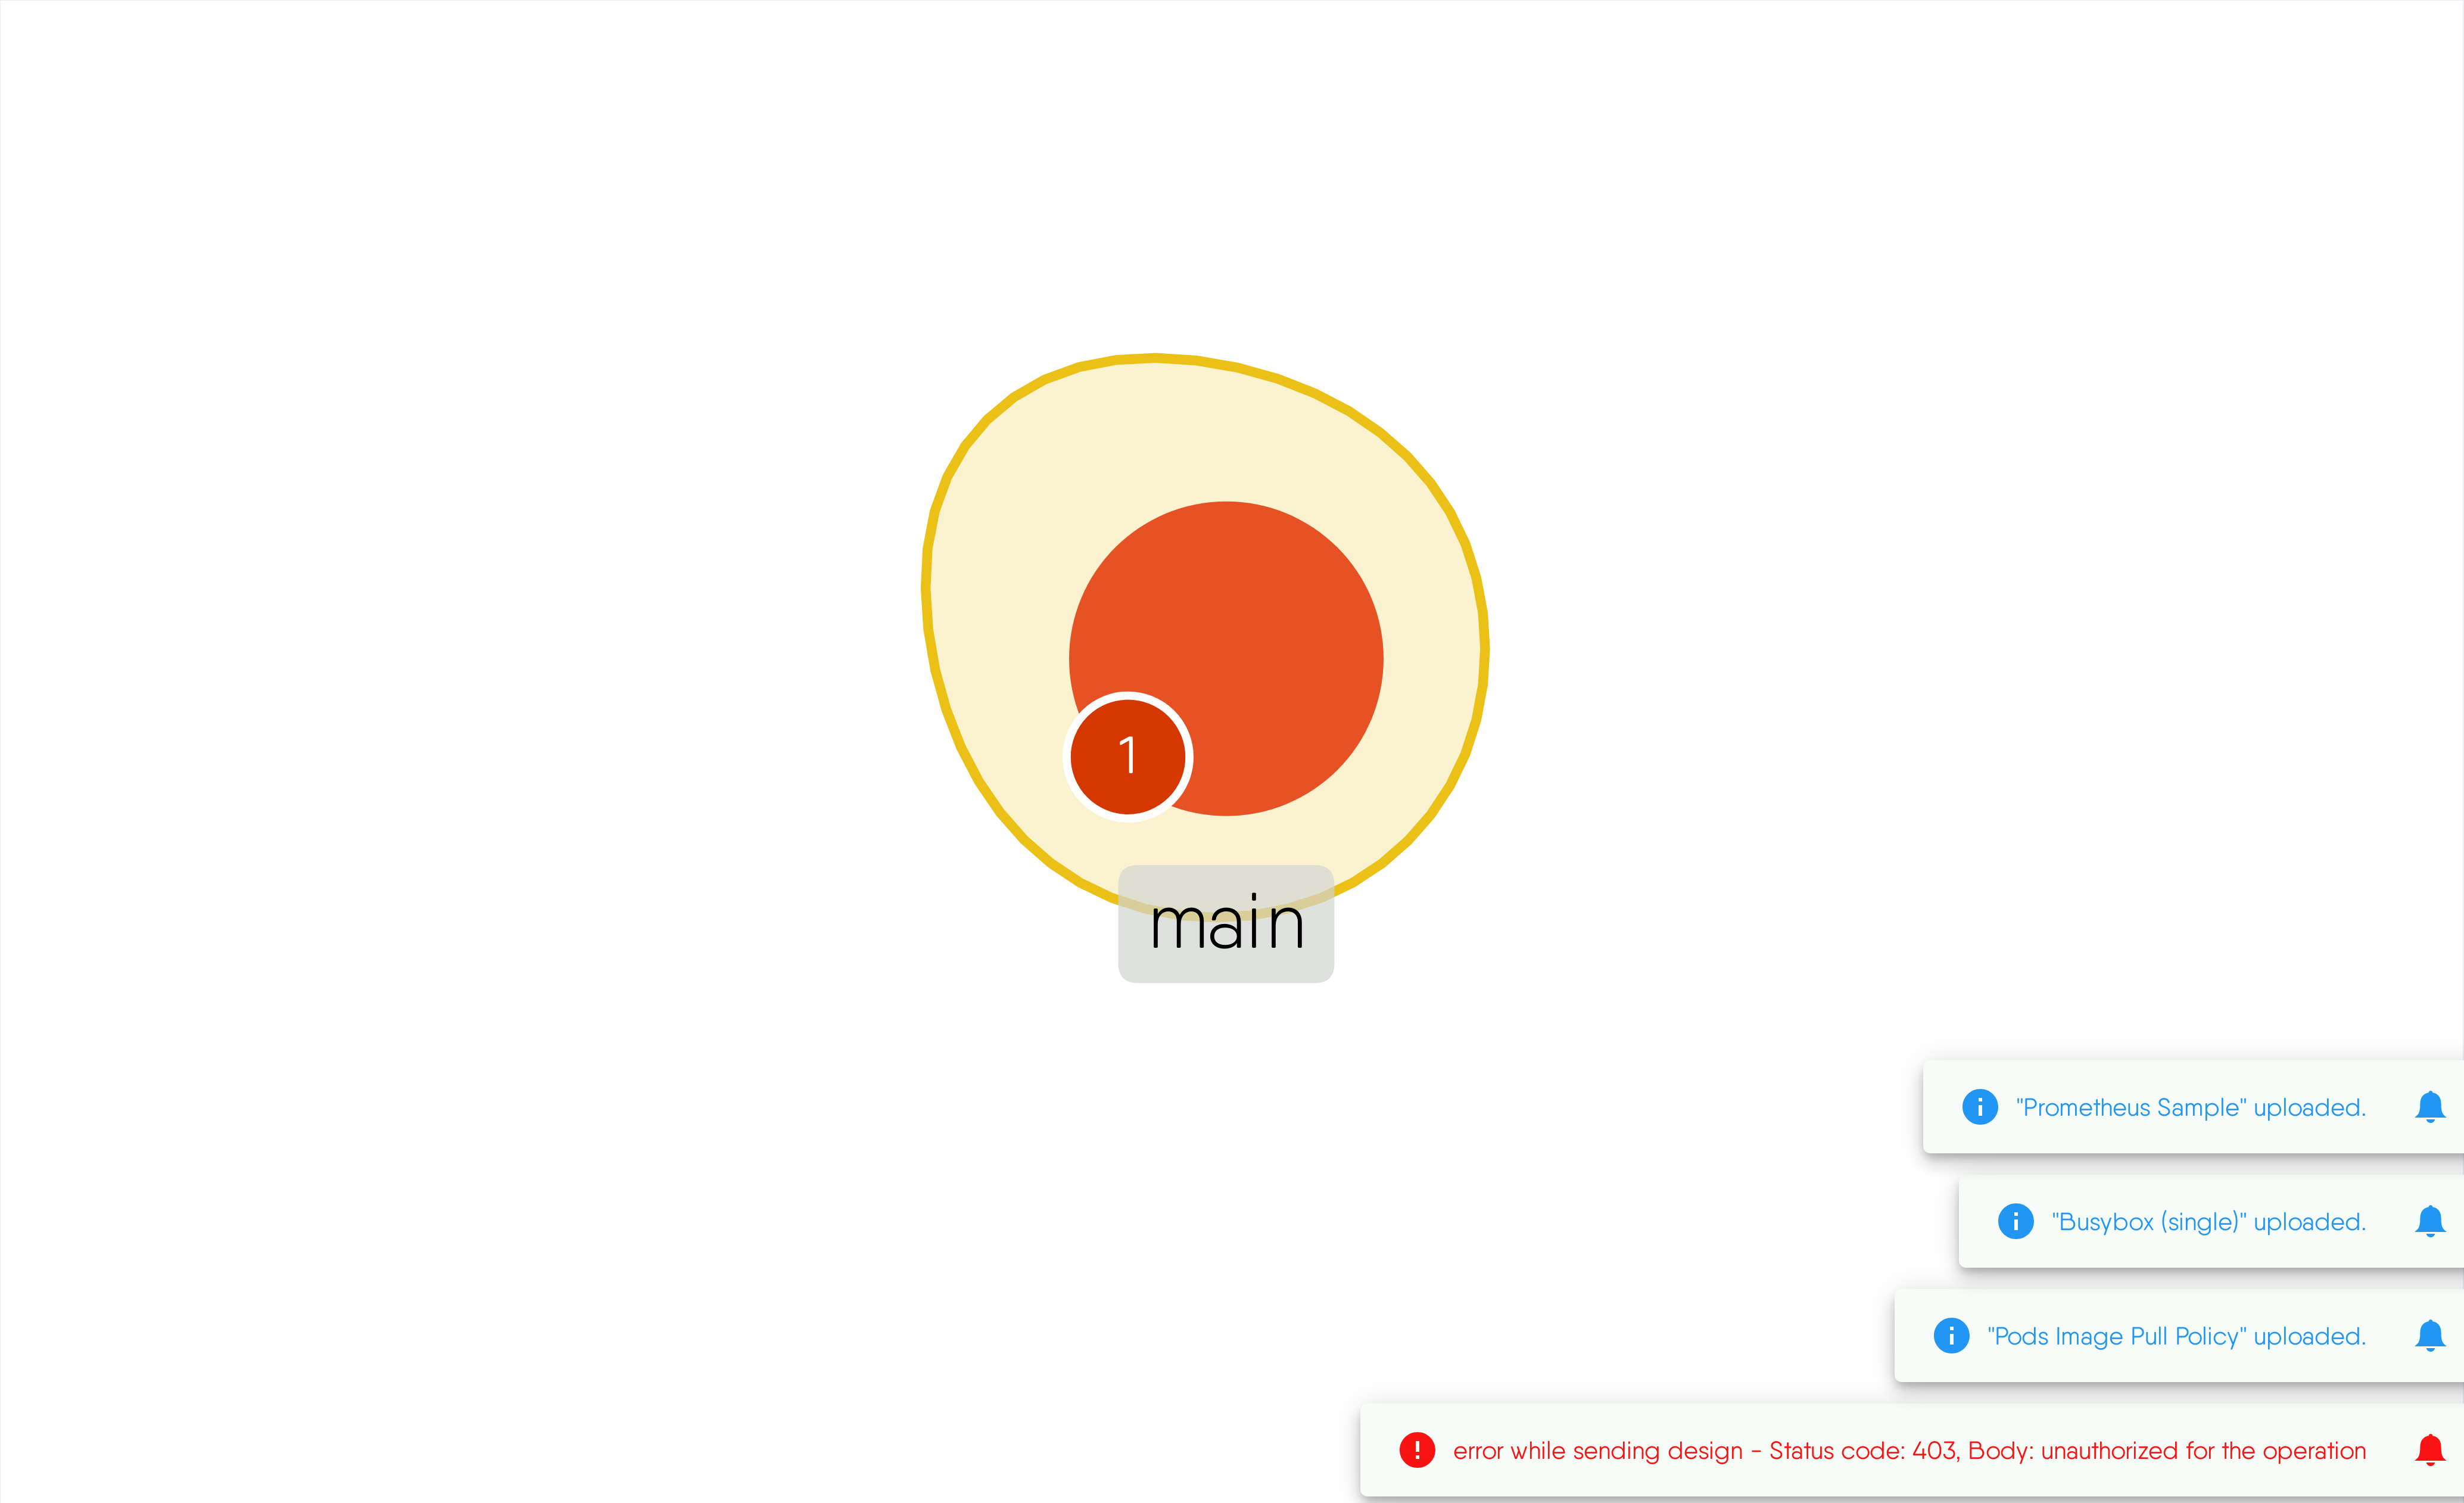 1
main
"Prometheus Sample" uploaded.
"Busybox (single)" uploaded.
"Pods Image Pull Policy" uploaded.
error while sending design - Status code: 403, Body: unauthorized for the operation